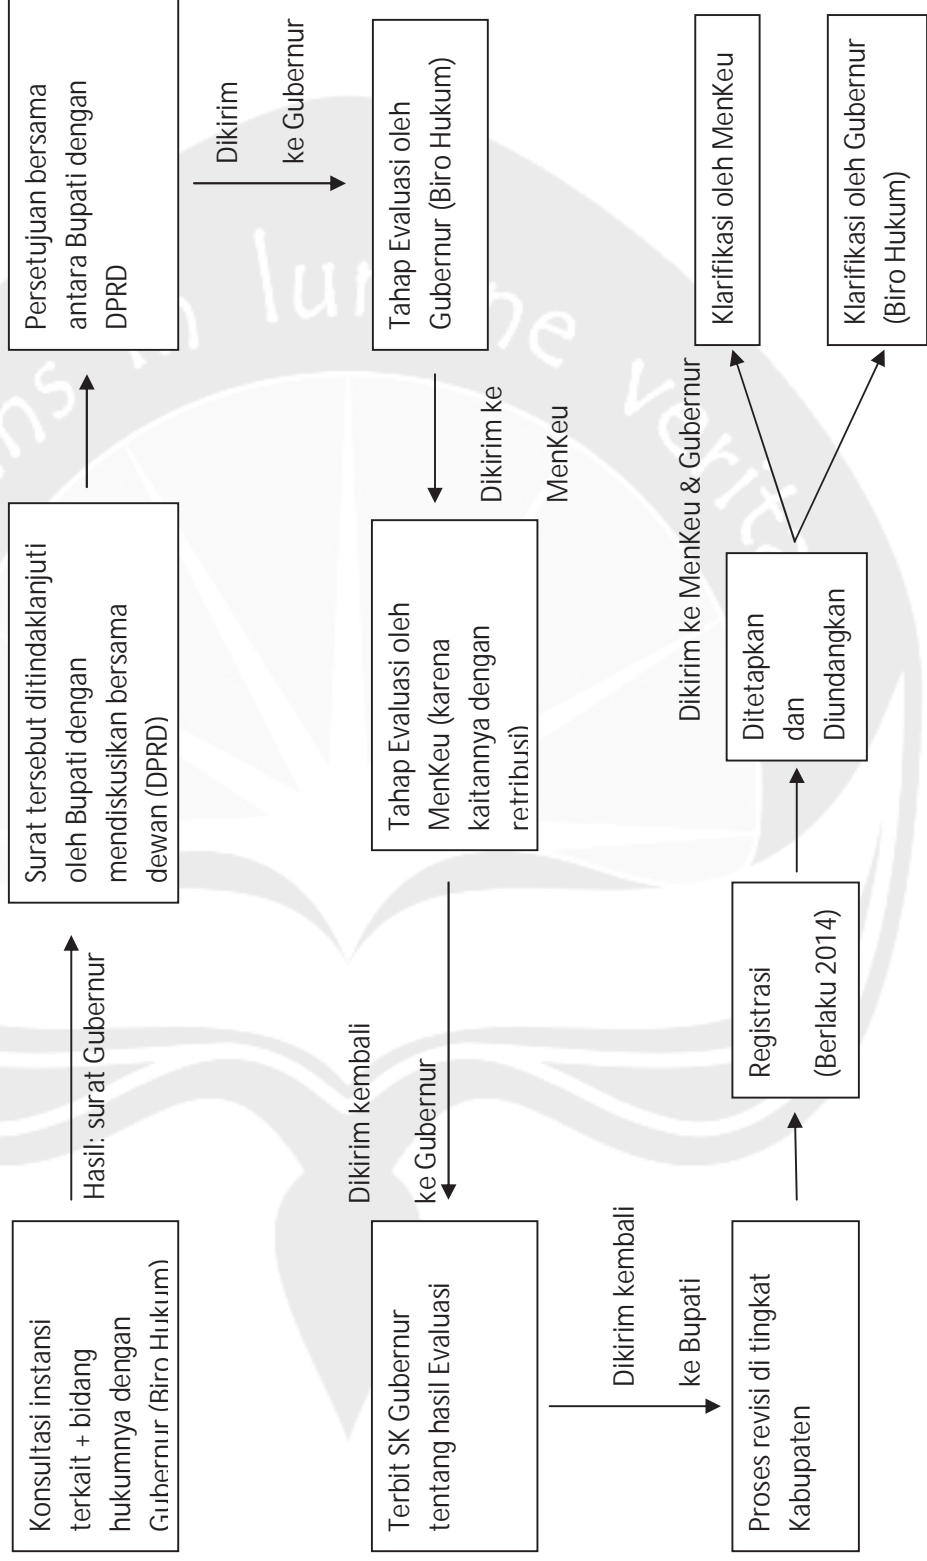 Konsultasi instansi
terkait + bidang
hukumnya dengan
Gubernur (Biro Hukum)
Hasil: surat Gubernur
Surat tersebut ditindaklanjuti
oleh Bupati dengan
mendiskusikan bersama
dewan (DPRD)
Persetujuan bersama
antara Bupati dengan
DPRD
Dikirim
ke Gubernur
Tahap Evaluasi oleh
Gubernur (Biro Hukum)
Dikirim ke
MenKeu
Tahap Evaluasi oleh
MenKeu (karena
kaitannya dengan
retribusi)
Dikirim kembali
ke Gubernur
Terbit SK Gubernur
tentang hasil Evaluasi
Dikirim kembali
ke Bupati
Proses revisi di tingkat
Kabupaten
Registrasi
(Berlaku 2014)
Ditetapkan
dan
Diundangkan
Dikirim ke MenKeu & Gubernur
Klarifikasi oleh MenKeu
Klarifikasi oleh Gubernur
(Biro Hukum)
ns in lumine verit